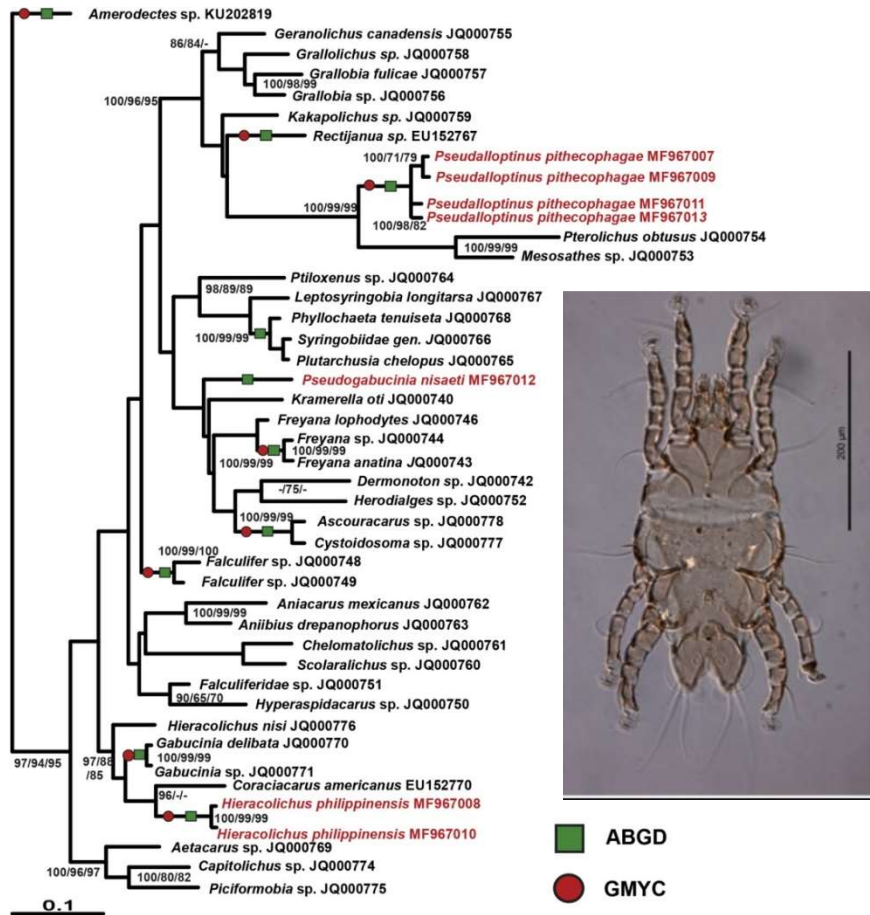 Amerodectes sp. KU202819
Geranolichus canadensis JQ000755
86/84/-
Grallolichus sp. JQ000758
Grallobia fulicae JQ000757
100/98/99
Grallobia sp. JQ000756
100/96/95
Kakapolichus sp. JQ000759
Rectijanua sp. EU152767
Pseudalloptinus pithecophagae MF967007
100/71/79
Pseudalloptinus pithecophagae MF967009
100/99/99
Pseudalloptinus pithecophagae MF967011
Pseudalloptinus pithecophagae MF967013
100/98/82
Pterolichus obtusus JQ000754
100/99/99
Mesosathes sp. JQ000753
Ptiloxenus sp. JQ000764
98/89/89
Leptosyringobia longitarsa JQ000767
Phyllochaeta tenuiseta JQ000768
100/99/99
Syringobiidae gen. JQ000766
Plutarchusia chelopus JQ000765
Pseudogabucinia nisaeti MF967012
Kramerella oti JQ000740
Freyana lophodytes JQ000746
Freyana sp. JQ000744
100/99/99
100/99/99
Freyana anatina JQ000743
Dermonoton sp. JQ000742
-/75/-
Herodialges sp. JQ000752
100/99/99
Ascouracarus sp. JQ000778
Cystoidosoma sp. JQ000777
100/99/100
Falculifer sp. JQ000748
Falculifer sp. JQ000749
Aniacarus mexicanus JQ000762
100/99/99
Aniibius drepanophorus JQ000763
Chelomatolichus sp. JQ000761
Scolaralichus sp. JQ000760
Falculiferidae sp. JQ000751
90/65/70
Hyperaspidacarus sp. JQ000750
Hieracolichus nisi JQ000776
97/94/95
97/88
/85
Gabucinia delibata JQ000770
100/99/99
Gabucinia sp. JQ000771
Coraciacarus americanus EU152770
96/-/-
Hieracolichus philippinensis MF967008
100/99/99
Hieracolichus philippinensis MF967010
Aetacarus sp. JQ000769
100/96/97
Capitolichus sp. JQ000774
100/80/82
Piciformobia sp. JQ000775
0.1
200 µm
ABGD
GMYC